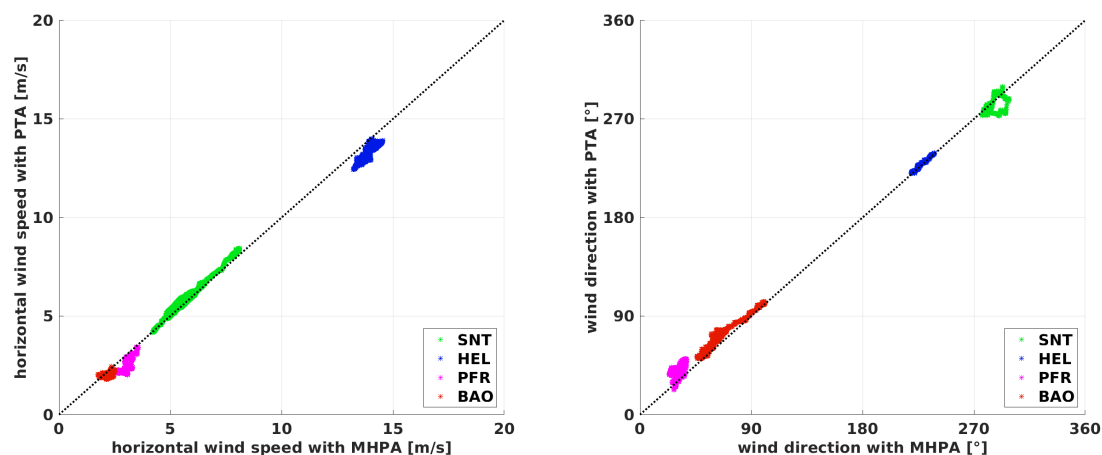 horizontal wind speed with PTA [m/s]
20
15
10
5
0
SNT
HEL
PFR
BAO
0 5 10 15 20
horizontal wind speed with MHPA [m/s]
wind direction with PTA [°]
360
270
180
90
0
SNT
HEL
PFR
BAO
0 90 180 270 360
wind direction with MHPA [°]